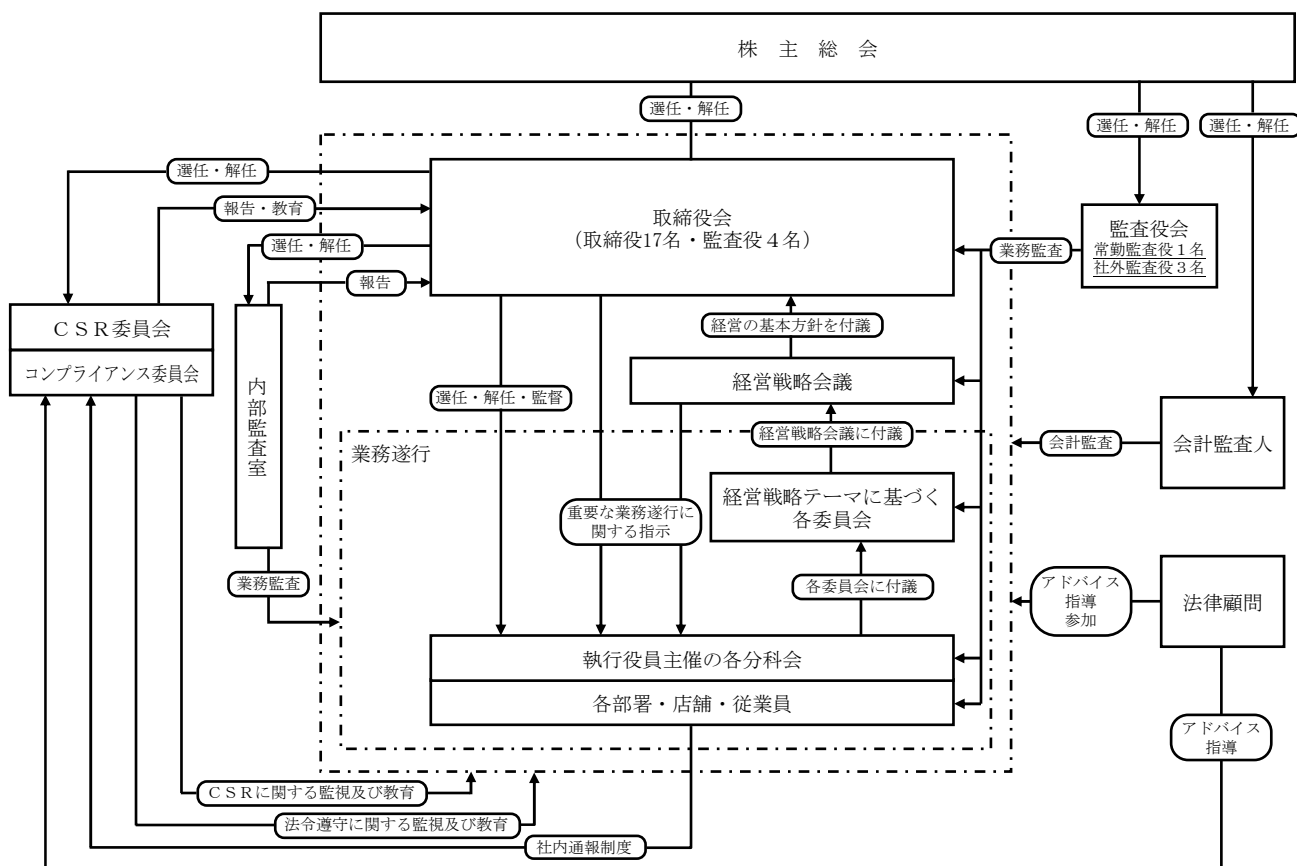 株 主 総 会
選任・解任
選任・解任
選任・解任
選任・解任
報告・教育
選任・解任
報告
取締役会
（取締役17名・監査役４名）
業務監査
監査役会
常勤監査役１名
社外監査役３名
ＣＳＲ委員会
コンプライアンス委員会
内部監査室
経営の基本方針を付議
経営戦略会議
選任・解任・監督
経営戦略会議に付議
業務遂行
会計監査
会計監査人
経営戦略テーマに基づく
各委員会
重要な業務遂行に
関する指示
業務監査
各委員会に付議
アドバイス
指導
参加
法律顧問
執行役員主催の各分科会
各部署・店舗・従業員
アドバイス
指導
ＣＳＲに関する監視及び教育
法令遵守に関する監視及び教育
社内通報制度